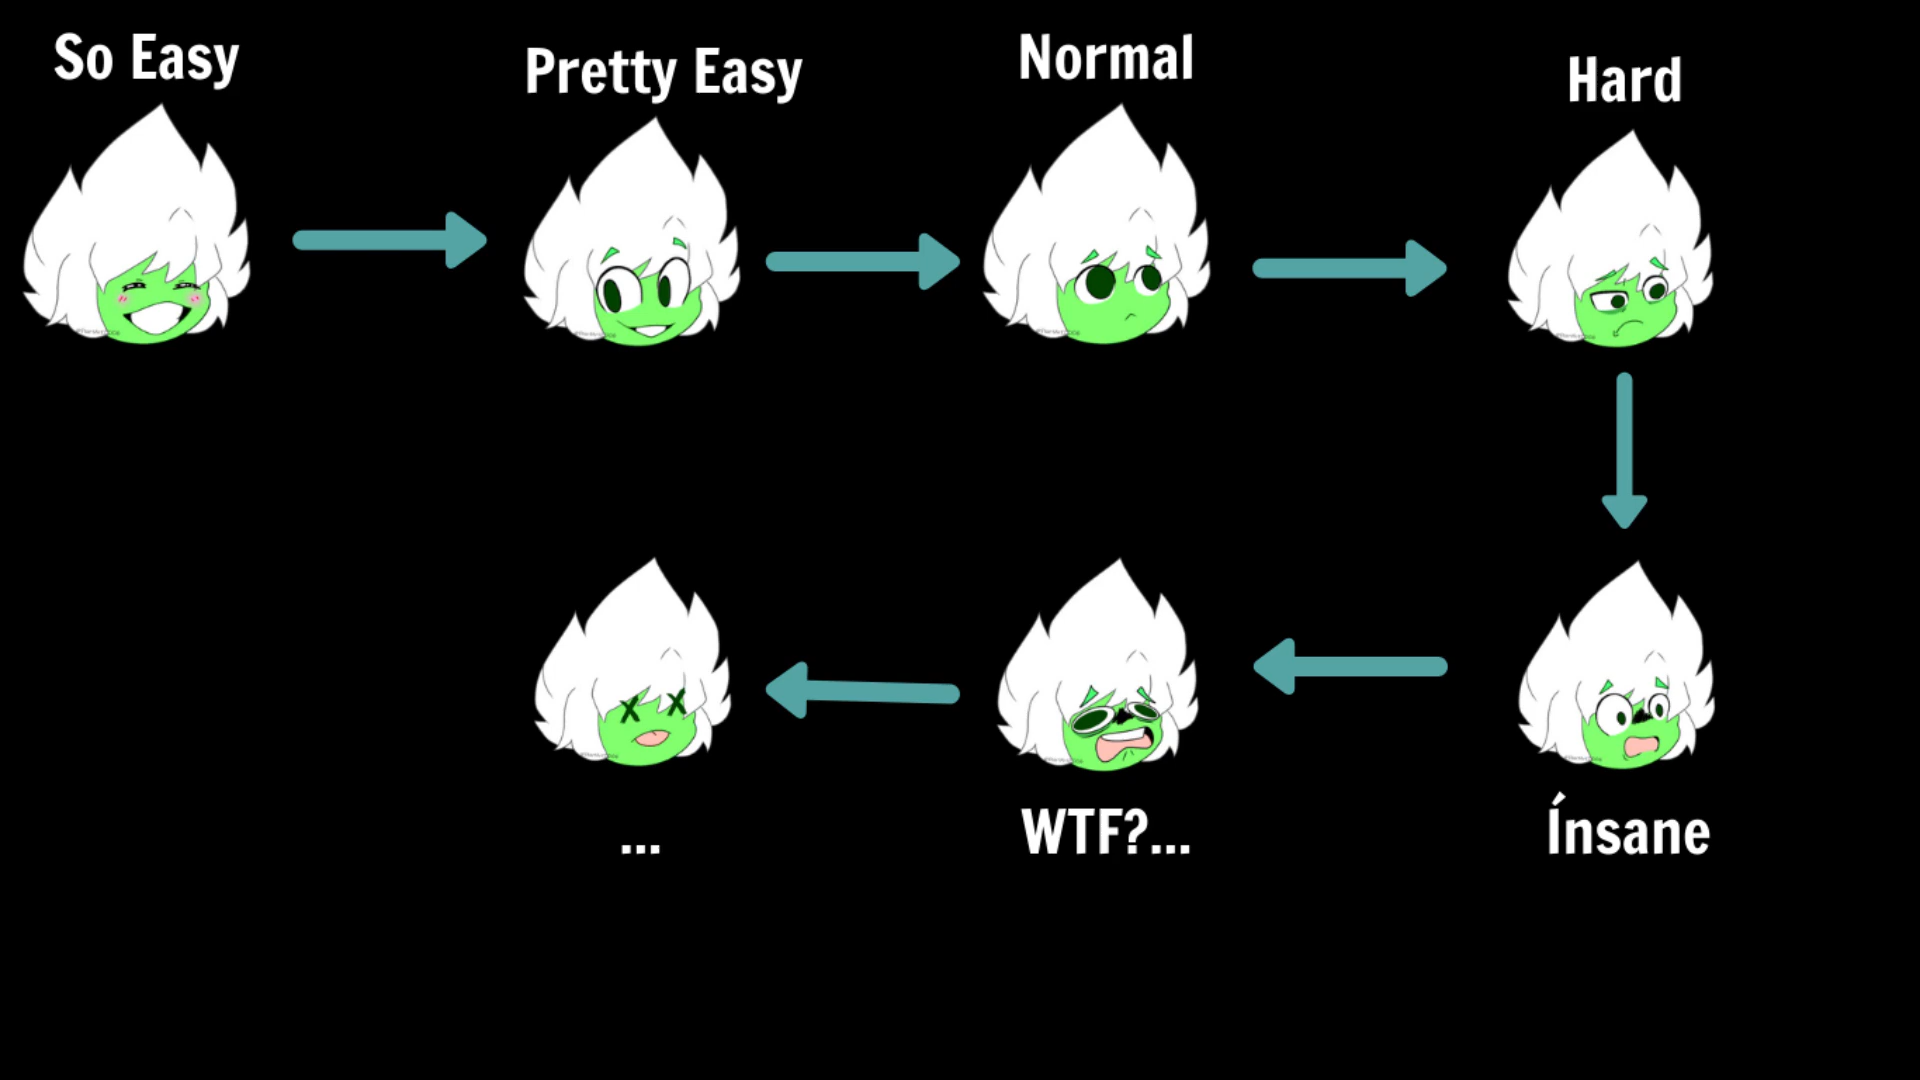 So Easy
Pretty Easy
Normal
Hard
Ínsane
WTF?...
...